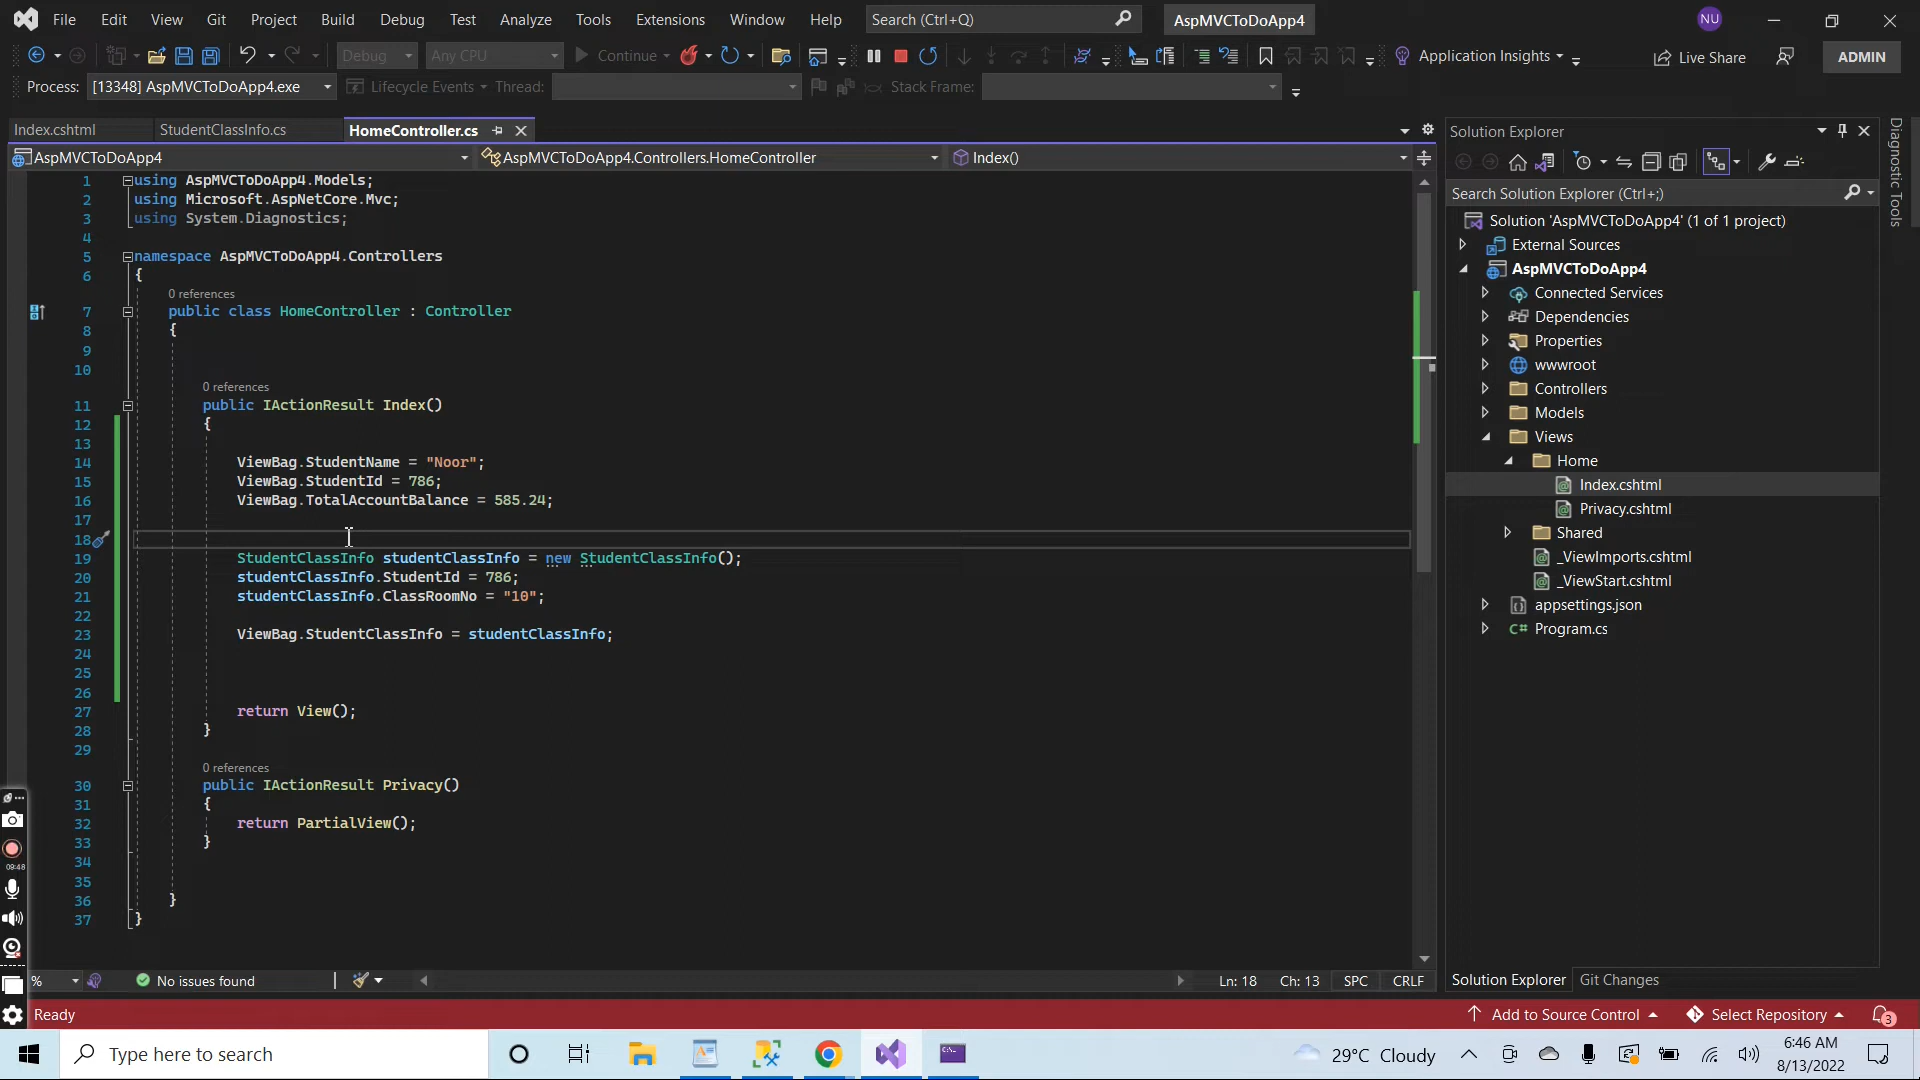 File Edit View Git Project Build Debug Test Analyze Tools Extensions Window Help Search (Ctrl+Q) AspMVCToDoApp4 NU
Debug Any CPU Continue Application Insights Live Share ADMIN
Process: [13348] AspMVCToDoApp4.exe Lifecycle Events Thread: Stack Frame:
Index.cshtml StudentClassInfo.cs HomeController.cs
AspMVCToDoApp4 AspMVCToDoApp4.Controllers.HomeController Index()
1 using AspMVCToDoApp4.Models;
2 using Microsoft.AspNetCore.Mvc;
3 using System.Diagnostics;
4
5 namespace AspMVCToDoApp4.Controllers
6 {
0 references
7 public class HomeController : Controller
8 {
9
10
0 references
11 public IActionResult Index()
12 {
13
14 ViewBag.StudentName = "Noor";
15 ViewBag.StudentId = 786;
16 ViewBag.TotalAccountBalance = 585.24;
17
18
19 StudentClassInfo studentClassInfo = new StudentClassInfo();
20 studentClassInfo.StudentId = 786;
21 studentClassInfo.ClassRoomNo = "10";
22
23 ViewBag.StudentClassInfo = studentClassInfo;
24
25
26
27 return View();
28 }
29
0 references
30 public IActionResult Privacy()
31 {
32 return PartialView();
33 }
34
35
36 }
37 }
09:48
% No issues found Ln: 18 Ch: 13 SPC CRLF
Solution Explorer
Search Solution Explorer (Ctrl+;)
Solution 'AspMVCToDoApp4' (1 of 1 project)
External Sources
AspMVCToDoApp4
Connected Services
Dependencies
Properties
wwwroot
Controllers
Models
Views
Home
Index.cshtml
Privacy.cshtml
Shared
_ViewImports.cshtml
_ViewStart.cshtml
appsettings.json
C# Program.cs
Solution Explorer Git Changes
Diagnostic Tools
Ready Add to Source Control Select Repository 3
Type here to search 29°C Cloudy 6:46 AM
8/13/2022